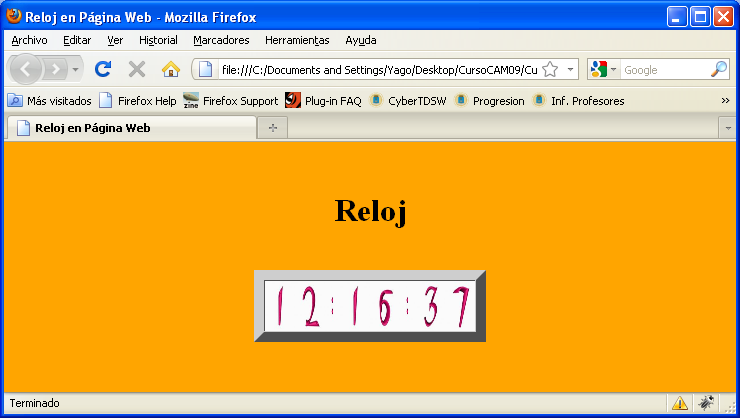 Reloj en Página Web - Mozilla Firefox
Archivo Editar Ver Historial Marcadores Herramientas Ayuda
file:///C:/Documents and Settings/Yago/Desktop/CursoCAM09/Cu Google
Más visitados Firefox Help zine Firefox Support Plug-in FAQ CyberTDSW Progresion Inf. Profesores »
Reloj en Página Web
Reloj
12:16:37
Terminado